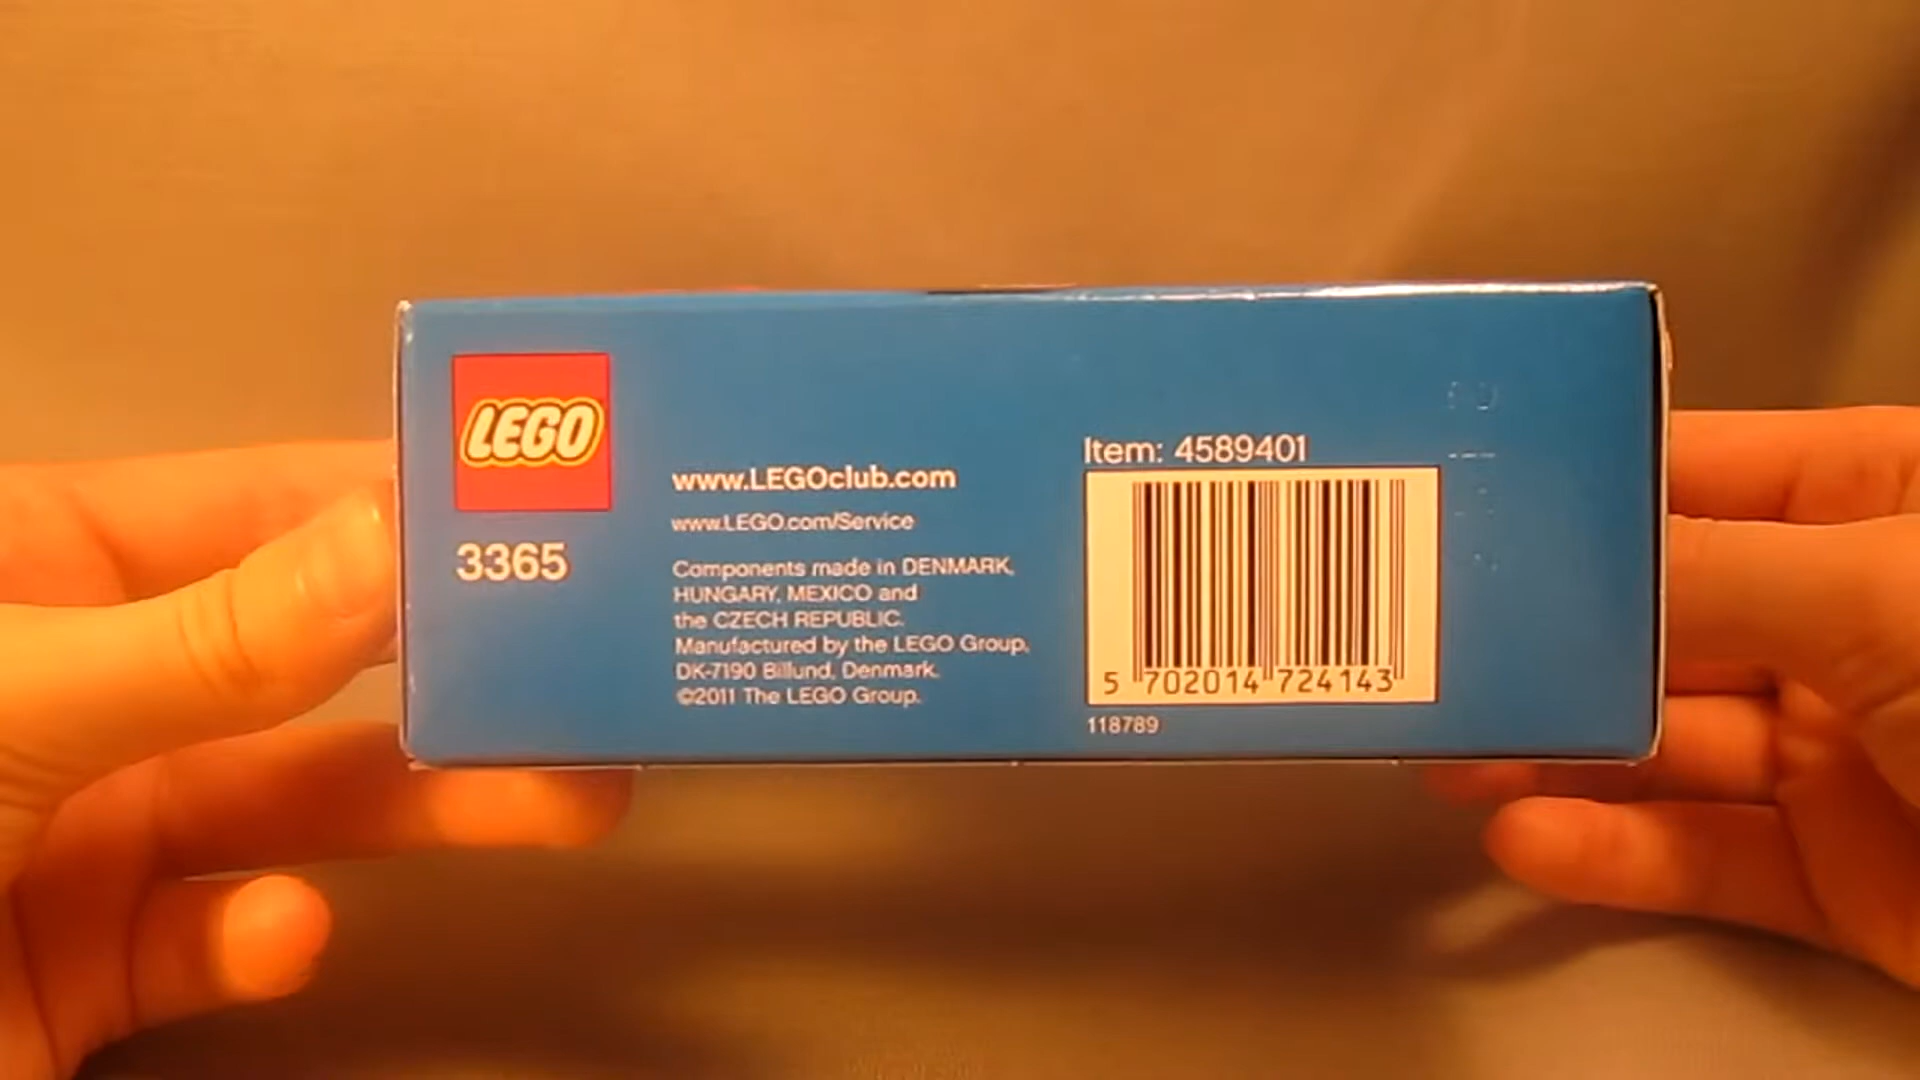 LEGO
3365
www.LEGOclub.com
www.LEGO.com/Service
Components made in DENMARK,
HUNGARY, MEXICO and
the CZECH REPUBLIC.
Manufactured by the LEGO Group,
DK-7190 Billund, Denmark.
©2011 The LEGO Group.
Item: 4589401
5 702014 724143
118789